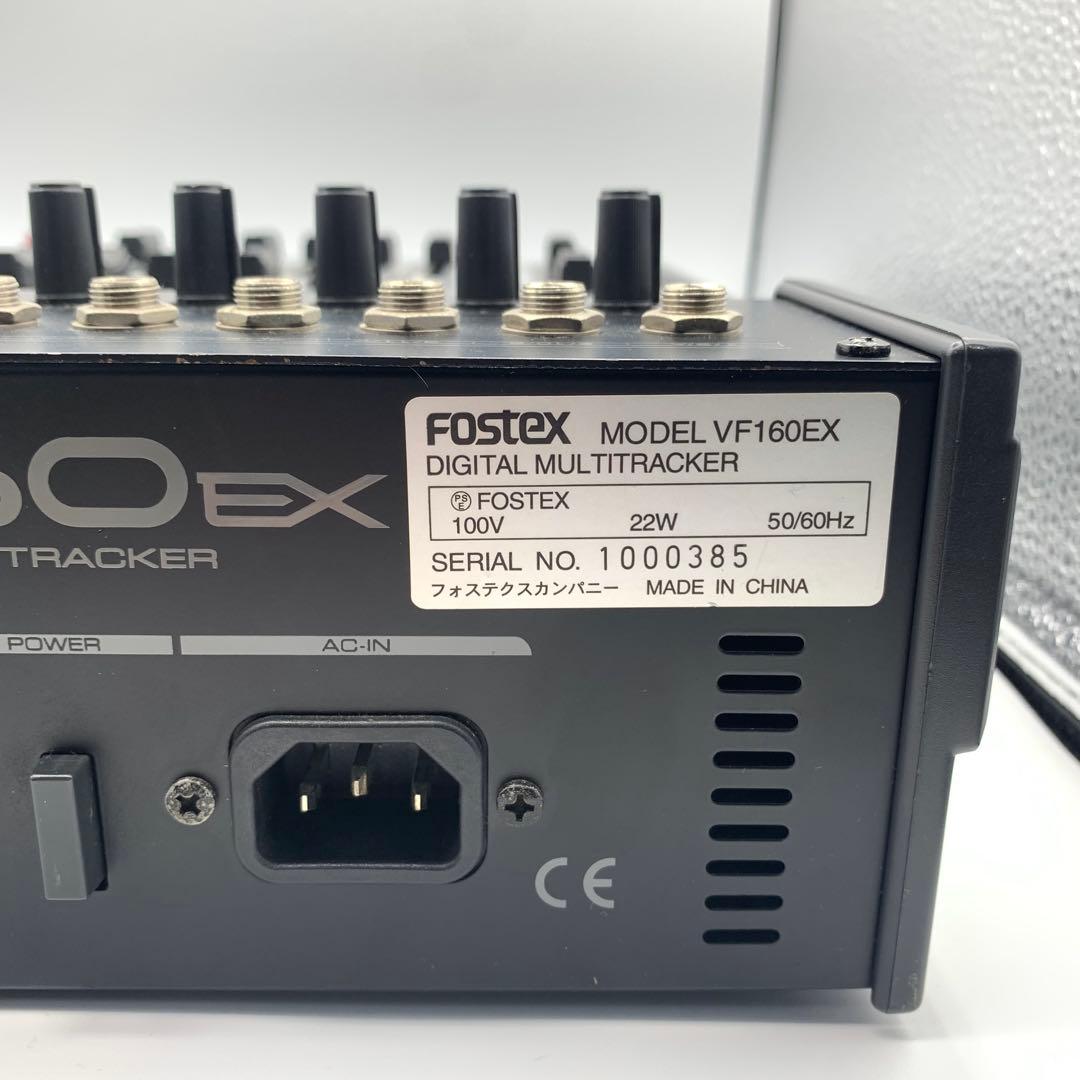 FOSTEX MODEL VF160EX
DIGITAL MULTITRACKER
PSE FOSTEX
100V 22W 50/60Hz
SERIAL NO. 1000385
フォステクスカンパニー MADE IN CHINA
60EX
TRACKER
POWER AC-IN
CE